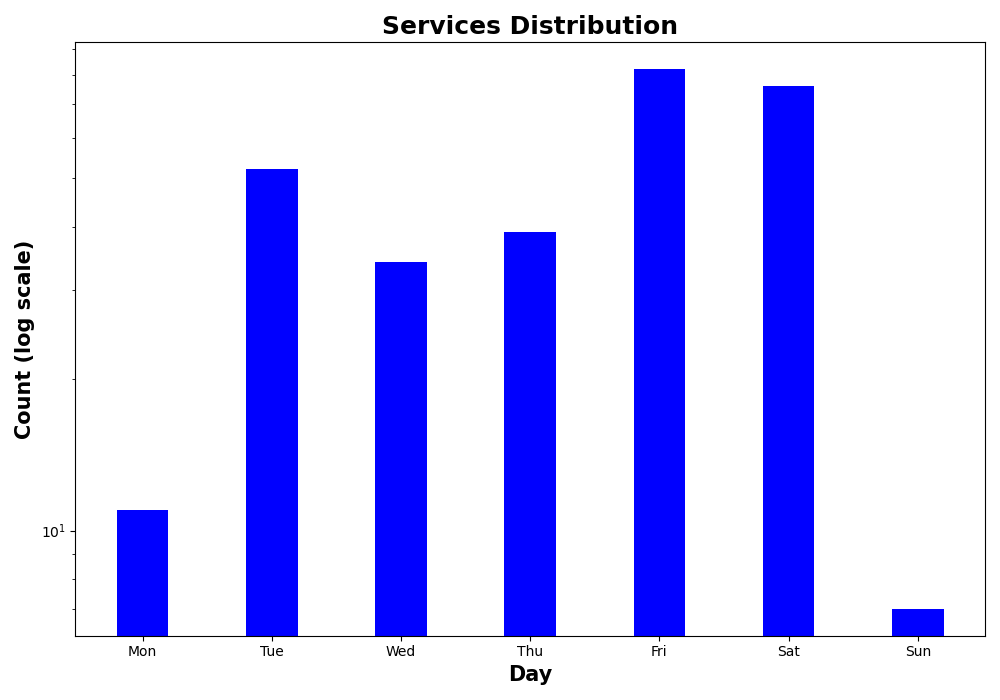 Services Distribution
Count (log scale)
10¹
Mon Tue Wed Thu Fri Sat Sun
Day